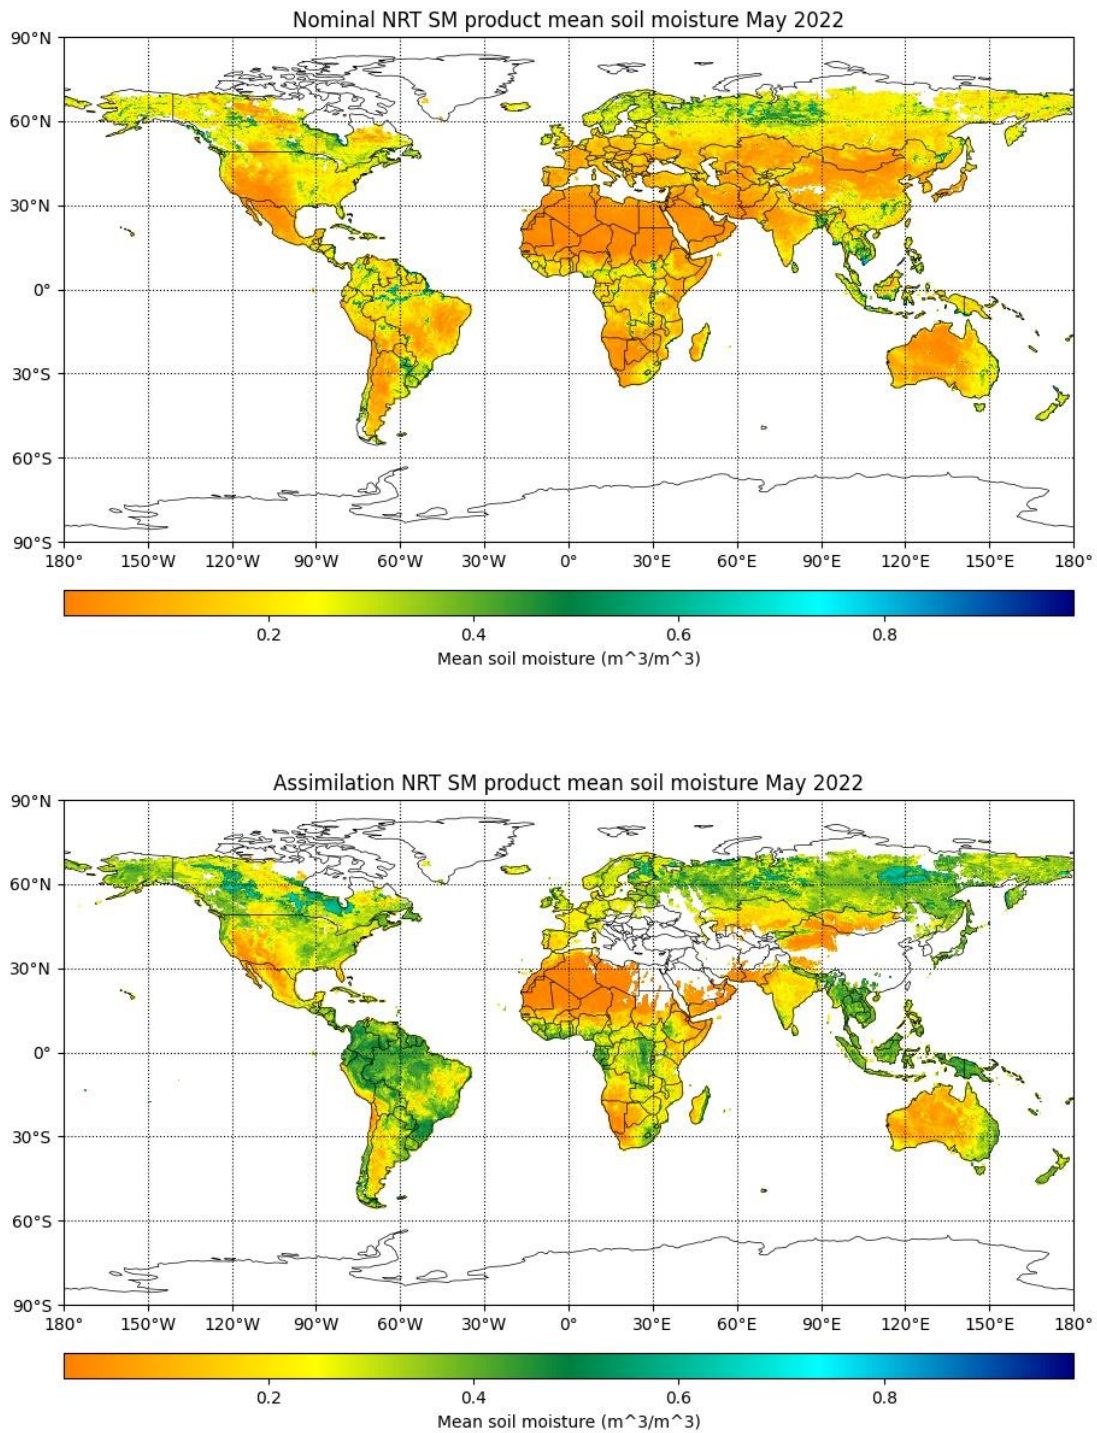 Nominal NRT SM product mean soil moisture May 2022
90°N
60°N
30°N
0°
30°S
60°S
90°S
180° 150°W 120°W 90°W 60°W 30°W 0° 30°E 60°E 90°E 120°E 150°E 180°
0.2 0.4 0.6 0.8
Mean soil moisture (m^3/m^3)
Assimilation NRT SM product mean soil moisture May 2022
90°N
60°N
30°N
0°
30°S
60°S
90°S
180° 150°W 120°W 90°W 60°W 30°W 0° 30°E 60°E 90°E 120°E 150°E 180°
0.2 0.4 0.6 0.8
Mean soil moisture (m^3/m^3)